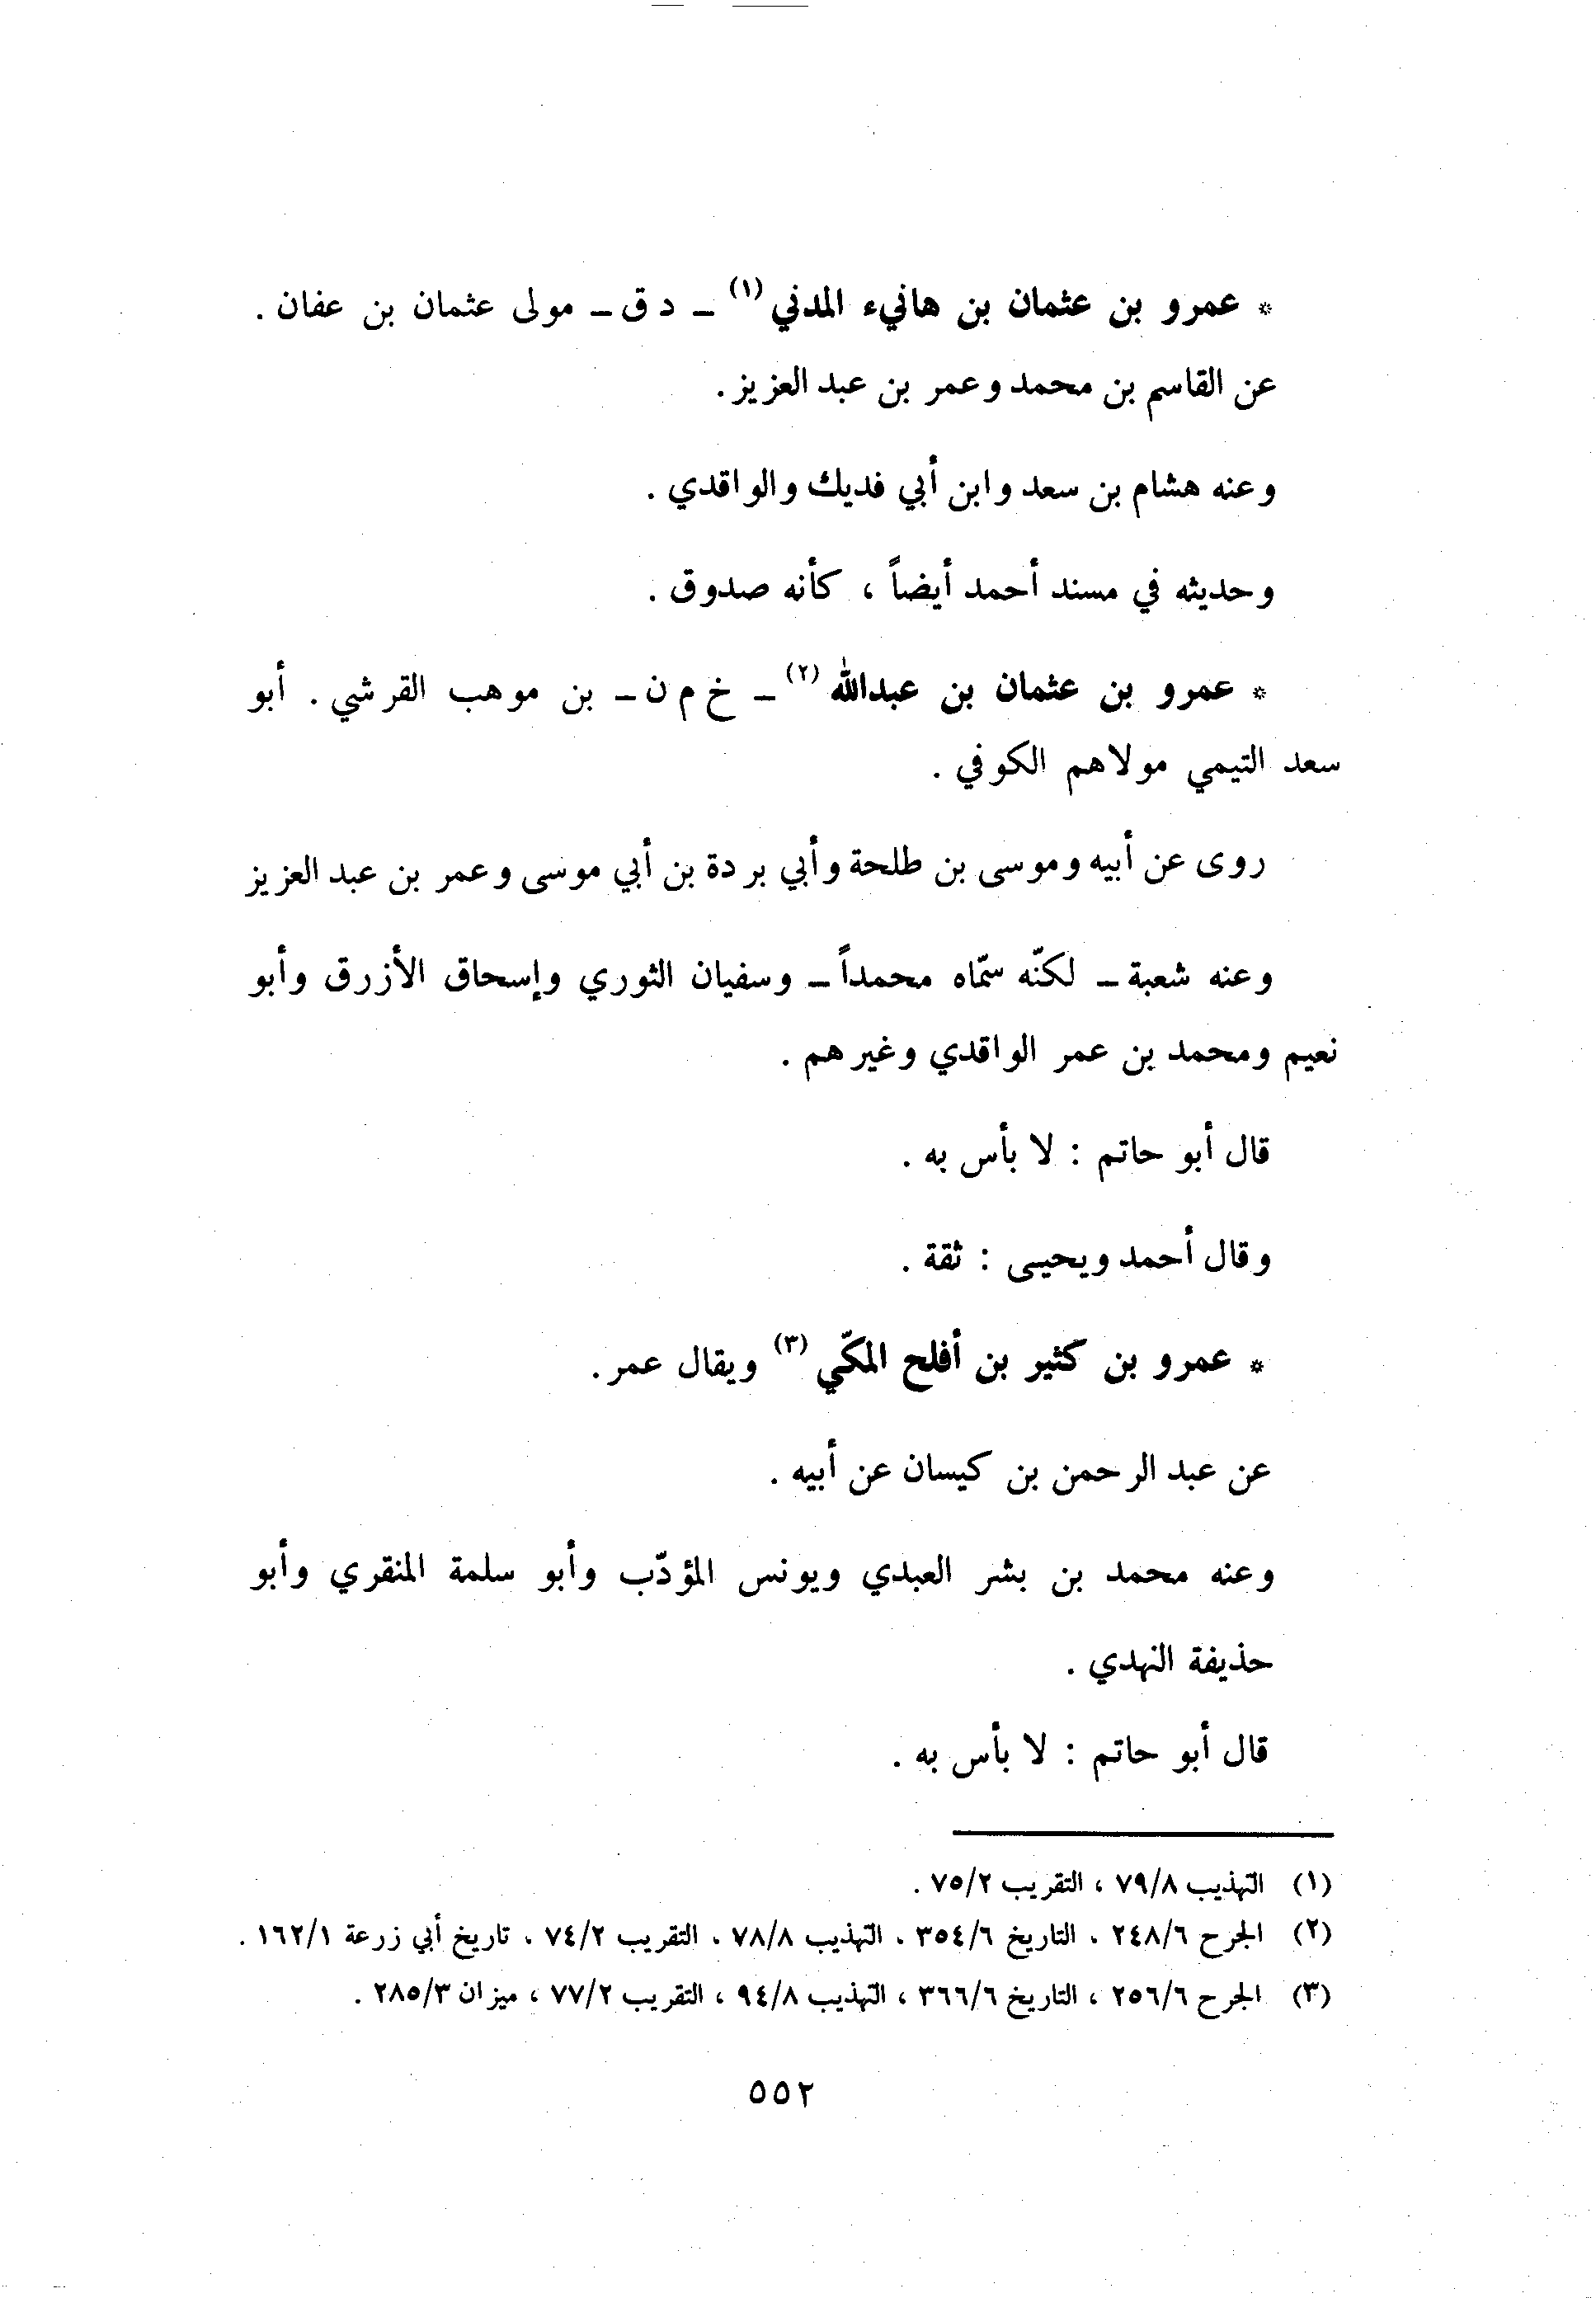 * عمرو بن عثمان بن هانيء المدني (١) ـ د ق ـ مولى عثمان بن عفان .
عن القاسم بن محمد وعمر بن عبد العزيز .
وعنه هشام بن سعد وابن أبي فديك والواقدي .
وحديثه في مسند أحمد أيضاً ، كأنه صدوق .
* عمرو بن عثمان بن عبدالله (٢) ـ خ م ن ـ بن موهب القرشي . أبو
سعد التيمي مولاهم الكوفي .
روى عن أبيه وموسى بن طلحة وأبي بردة بن أبي موسى وعمر بن عبد العزيز
وعنه شعبة ـ لكنّه سمّاه محمداً ـ وسفيان الثوري وإسحاق الأزرق وأبو
نعيم ومحمد بن عمر الواقدي وغيرهم .
قال أبو حاتم : لا بأس به .
وقال أحمد ويحيى : ثقة .
* عمرو بن كثير بن أفلح المكّي (٣) ويقال عمر .
عن عبد الرحمن بن كيسان عن أبيه .
وعنه محمد بن بشر العبدي ويونس المؤدّب وأبو سلمة المنقري وأبو
حذيفة النهدي .
قال أبو حاتم : لا بأس به .
(١) التهذيب ٧٩/٨ ، التقريب ٧٥/٢ .
(٢) الجرح ٢٤٨/٦ ، التاريخ ٣٥٤/٦ ، التهذيب ٧٨/٨ ، التقريب ٧٤/٢ ، تاريخ أبي زرعة ١٦٢/١ .
(٣) الجرح ٢٥٦/٦ ، التاريخ ٣٦٦/٦ ، التهذيب ٩٤/٨ ، التقريب ٧٧/٢ ، ميزان ٢٨٥/٣ .
٥٥٢